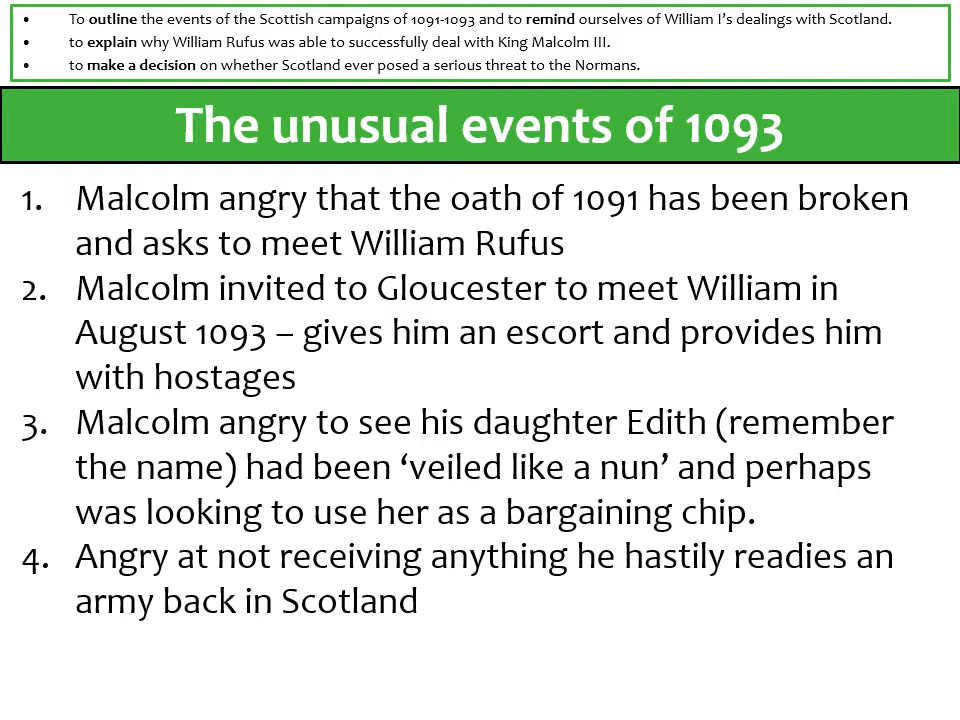 • To outline the events of the Scottish campaigns of 1091-1093 and to remind ourselves of William I's dealings with Scotland.
• to explain why William Rufus was able to successfully deal with King Malcolm III.
• to make a decision on whether Scotland ever posed a serious threat to the Normans.
The unusual events of 1093
1. Malcolm angry that the oath of 1091 has been broken
and asks to meet William Rufus
2. Malcolm invited to Gloucester to meet William in
August 1093 – gives him an escort and provides him
with hostages
3. Malcolm angry to see his daughter Edith (remember
the name) had been ‘veiled like a nun’ and perhaps
was looking to use her as a bargaining chip.
4. Angry at not receiving anything he hastily readies an
army back in Scotland